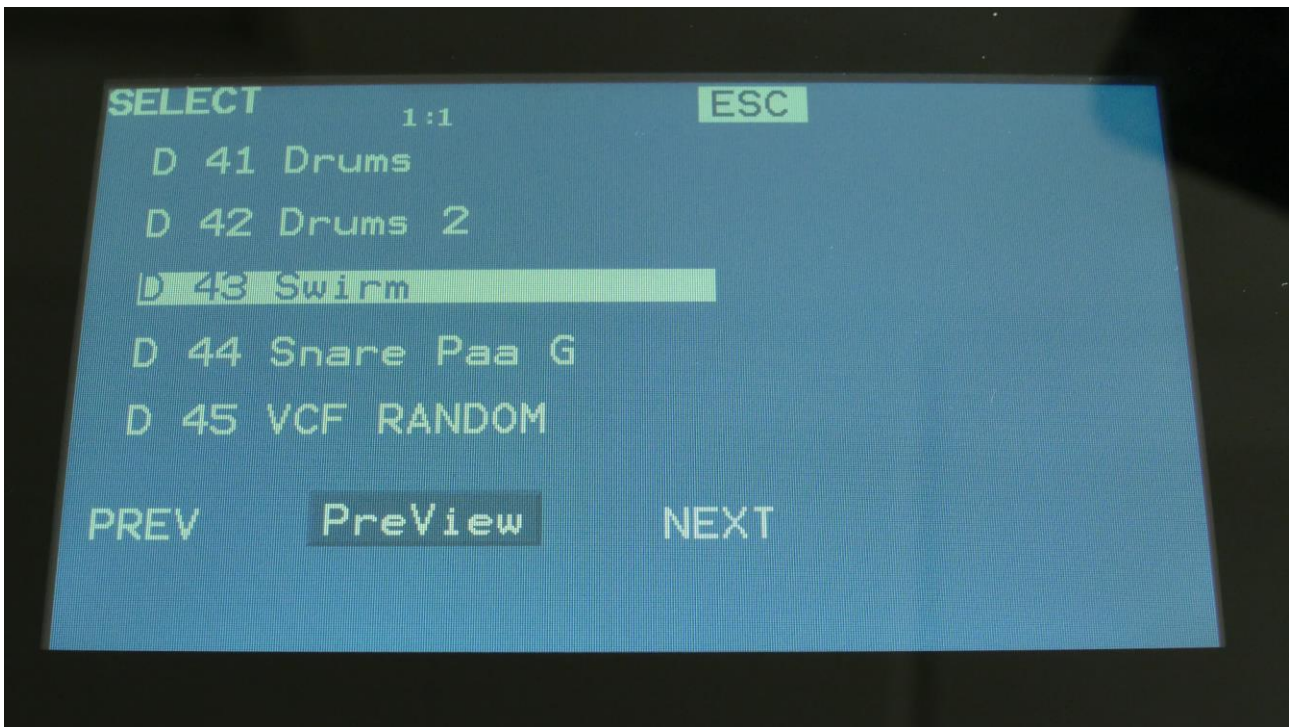 SELECT 1:1 ESC
D 41 Drums
D 42 Drums 2
D 43 Swirm
D 44 Snare Paa G
D 45 VCF RANDOM
PREV PreView NEXT